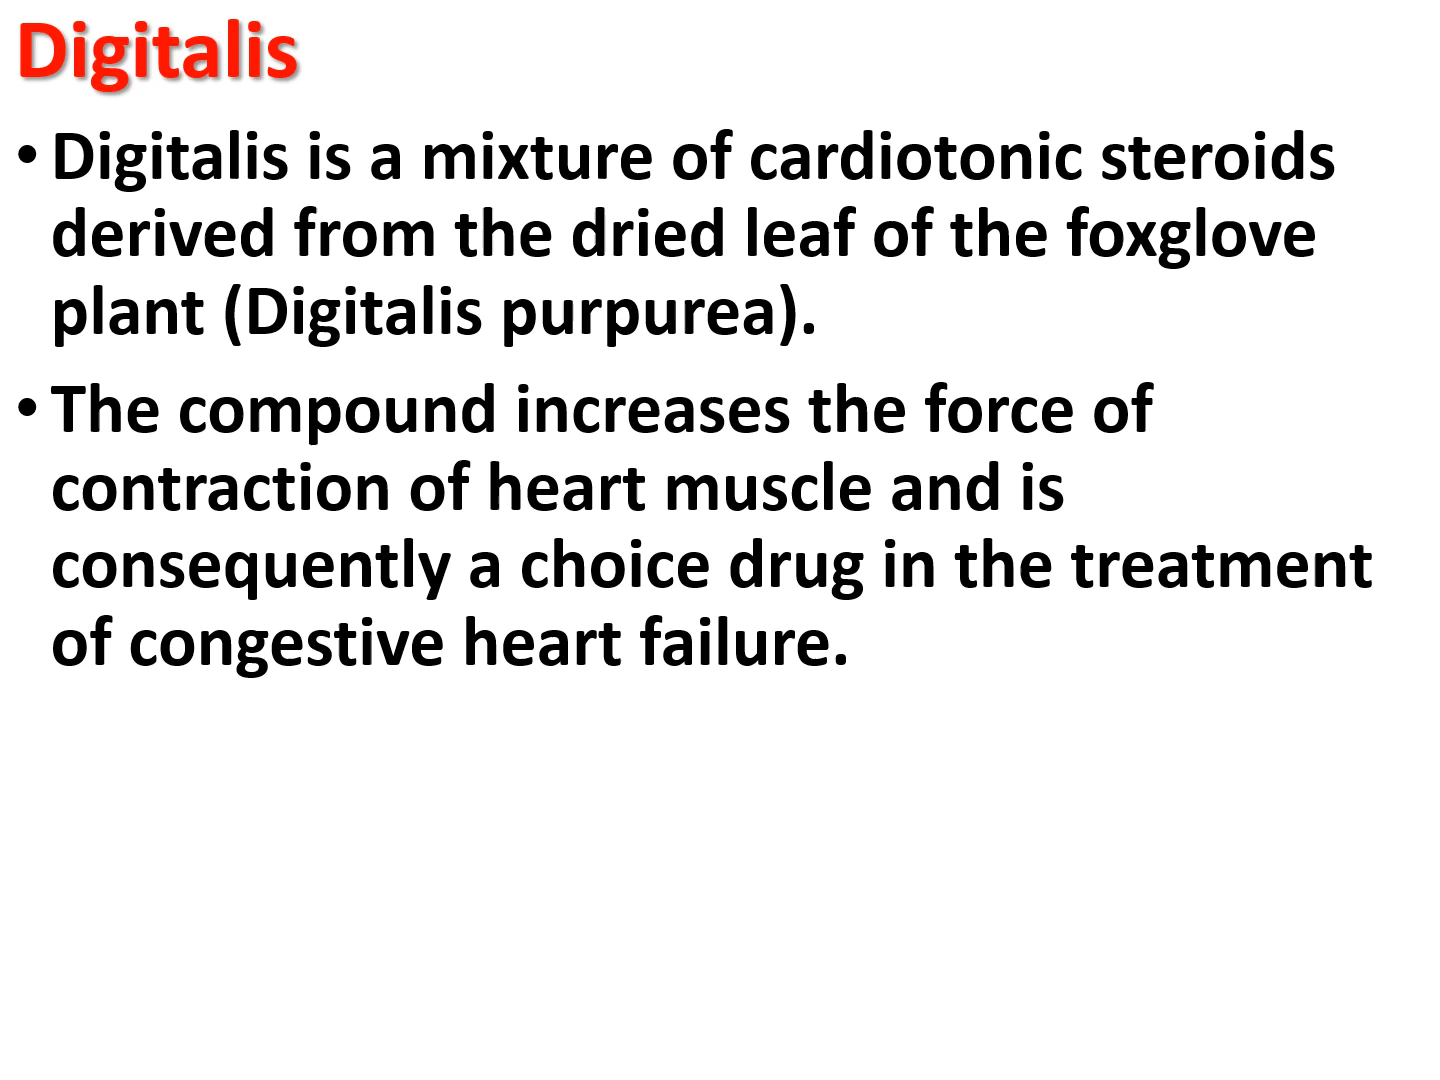 Digitalis
• Digitalis is a mixture of cardiotonic steroids
derived from the dried leaf of the foxglove
plant (Digitalis purpurea).
• The compound increases the force of
contraction of heart muscle and is
consequently a choice drug in the treatment
of congestive heart failure.